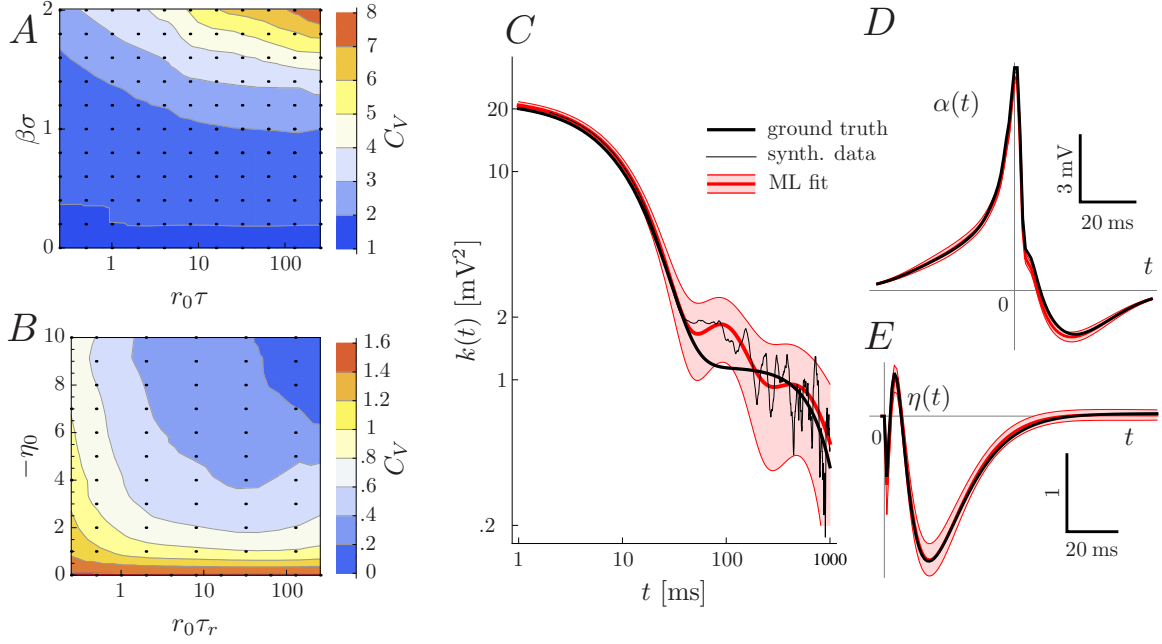 A
2
1
0
βσ
1
10
100
r₀τ
8
7
6
5
4
3
2
1
C_V
B
10
8
6
4
2
0
−η₀
1
10
100
r₀τ_r
1.6
1.4
1.2
1
.8
.6
.4
.2
0
C_V
C
20
10
2
1
.2
k(t) [mV²]
1
10
100
1000
t [ms]
ground truth
synth. data
ML fit
D
α(t)
3 mV
20 ms
t
0
E
η(t)
0
t
1
20 ms